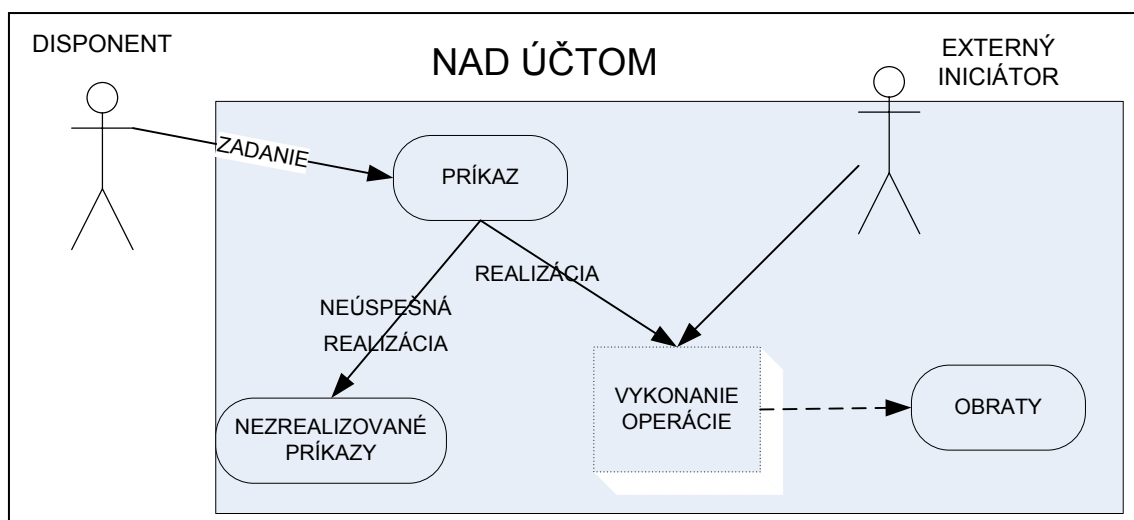 DISPONENT
NAD ÚČTOM
EXTERNÝ
INICIÁTOR
ZADANIE
PRÍKAZ
REALIZÁCIA
NEÚSPEŠNÁ
REALIZÁCIA
VYKONANIE
OPERÁCIE
OBRATY
NEZREALIZOVANÉ
PRÍKAZY